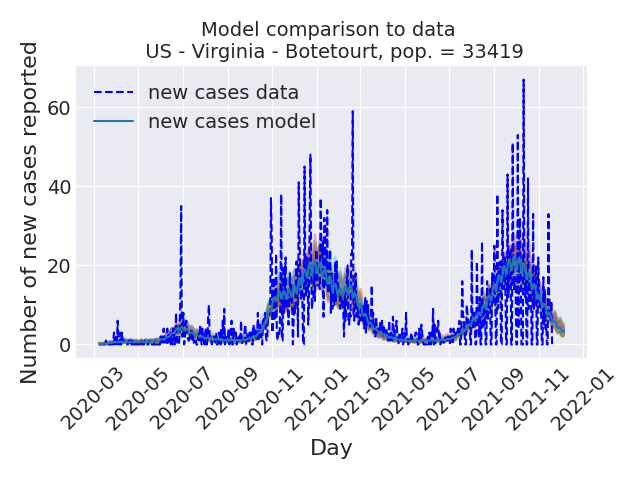 Model comparison to data
US - Virginia - Botetourt, pop. = 33419
new cases data
new cases model
Number of new cases reported
60
40
20
0
2020-03
2020-05
2020-07
2020-09
2020-11
2021-01
2021-03
2021-05
2021-07
2021-09
2021-11
2022-01
Day